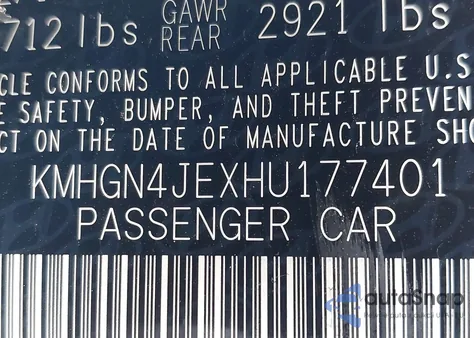 GAWR 2921 lbs
712 lbs REAR
CLE CONFORMS TO ALL APPLICABLE U.S
E SAFETY, BUMPER, AND THEFT PREVEN
CT ON THE DATE OF MANUFACTURE SHO
KMHGN4JEXHU177401
PASSENGER CAR
autoSnap